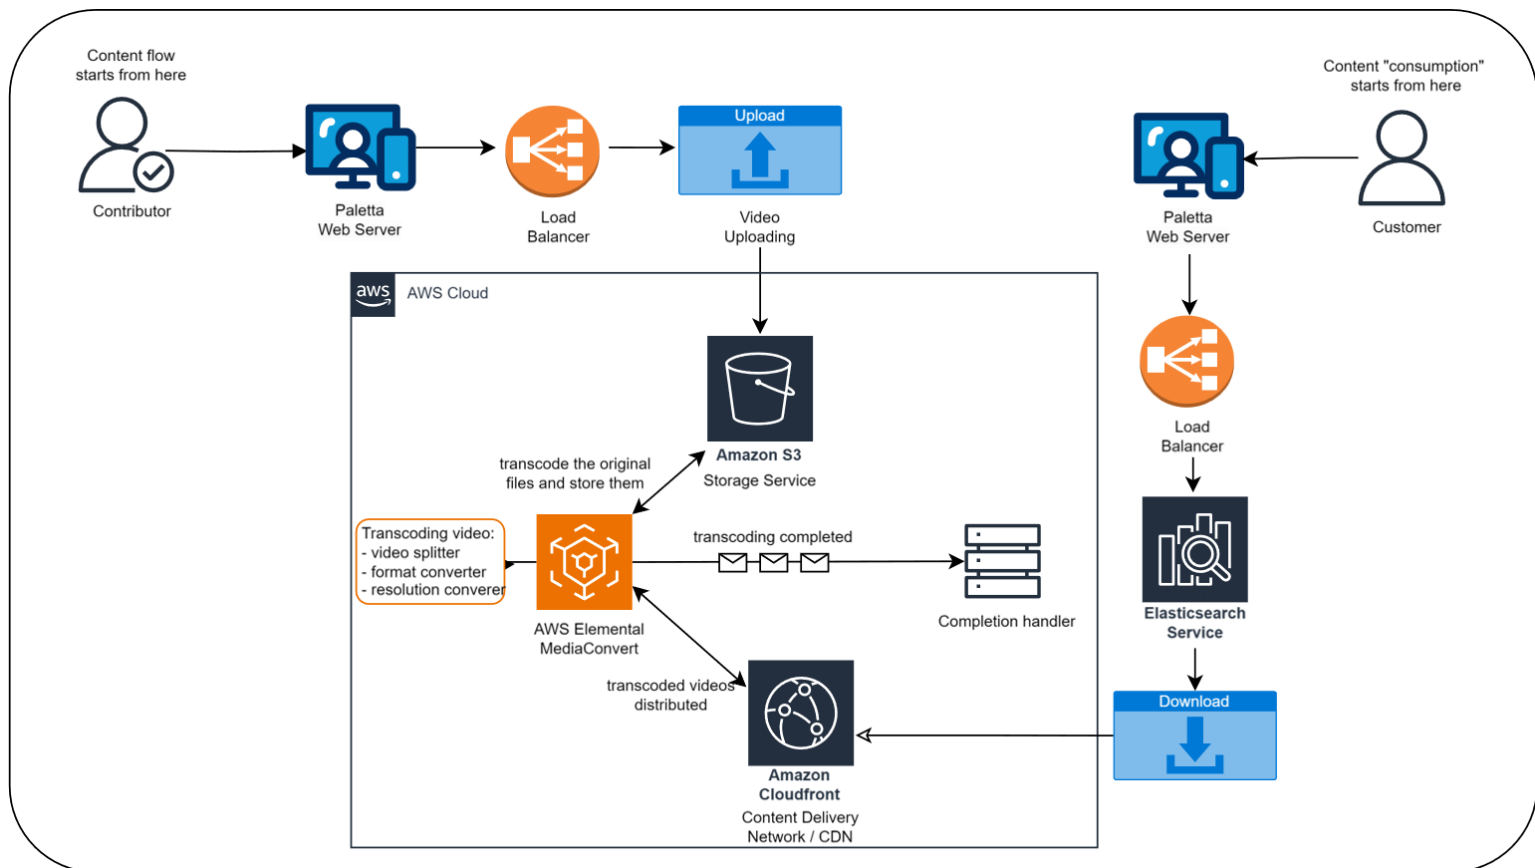 Content flow
starts from here
Contributor
Paletta
Web Server
Load
Balancer
Upload
Video
Uploading
Content "consumption"
starts from here
Customer
Paletta
Web Server
Load
Balancer
Elasticsearch
Service
Download
aws
AWS Cloud
Amazon S3
Storage Service
transcode the original
files and store them
Transcoding video:
- video splitter
- format converter
- resolution converer
AWS Elemental
MediaConvert
transcoding completed
Completion handler
transcoded videos
distributed
Amazon
Cloudfront
Content Delivery
Network / CDN